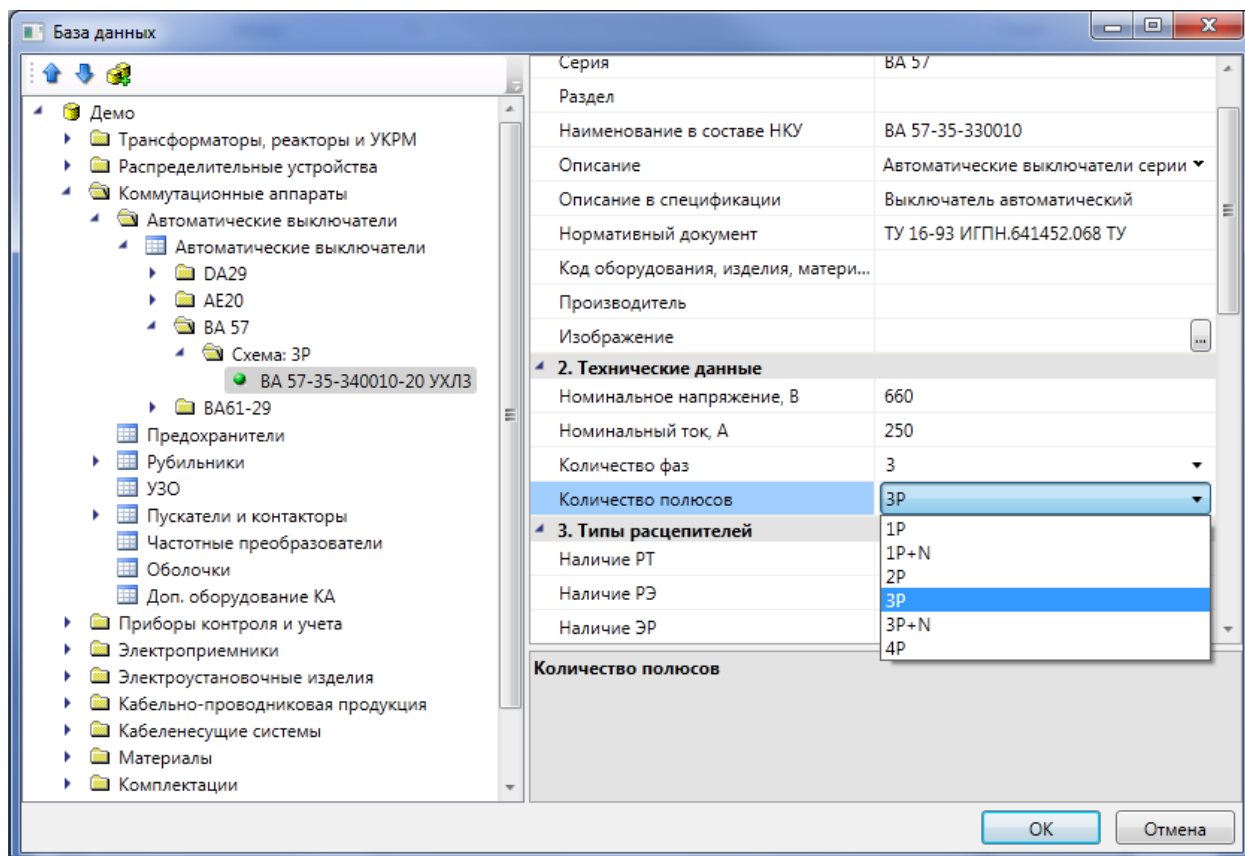 База данных
Демо
Трансформаторы, реакторы и УКРМ
Распределительные устройства
Коммутационные аппараты
Автоматические выключатели
Автоматические выключатели
DA29
AE20
ВА 57
Схема: 3P
ВА 57-35-340010-20 УХЛ3
ВА61-29
Предохранители
Рубильники
УЗО
Пускатели и контакторы
Частотные преобразователи
Оболочки
Доп. оборудование КА
Приборы контроля и учета
Электроприемники
Электроустановочные изделия
Кабельно-проводниковая продукция
Кабеленесущие системы
Материалы
Комплектации
Серия ВА 57
Раздел
Наименование в составе НКУ ВА 57-35-330010
Описание Автоматические выключатели серии
Описание в спецификации Выключатель автоматический
Нормативный документ ТУ 16-93 ИГПН.641452.068 ТУ
Код оборудования, изделия, матери...
Производитель
Изображение ...
2. Технические данные
Номинальное напряжение, В 660
Номинальный ток, А 250
Количество фаз 3
Количество полюсов 3P
3. Типы расцепителей
Наличие РТ
Наличие РЭ
Наличие ЭР
1P
1P+N
2P
3P
3P+N
4P
Количество полюсов
OK Отмена